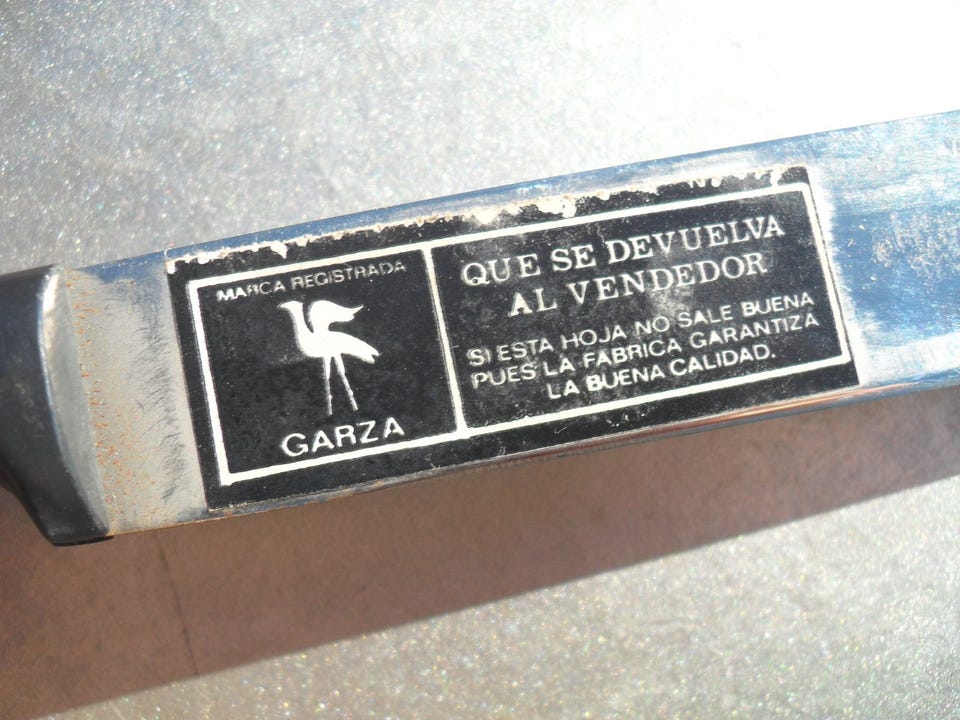 MARCA REGISTRADA
GARZA
QUE SE DEVUELVA
AL VENDEDOR
SI ESTA HOJA NO SALE BUENA
PUES LA FABRICA GARANTIZA
LA BUENA CALIDAD.